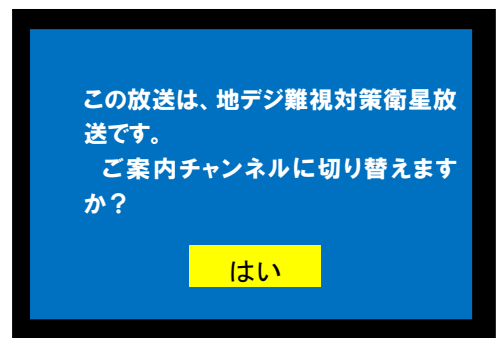 この放送は、地デジ難視対策衛星放
送です。
　ご案内チャンネルに切り替えます
か？
はい